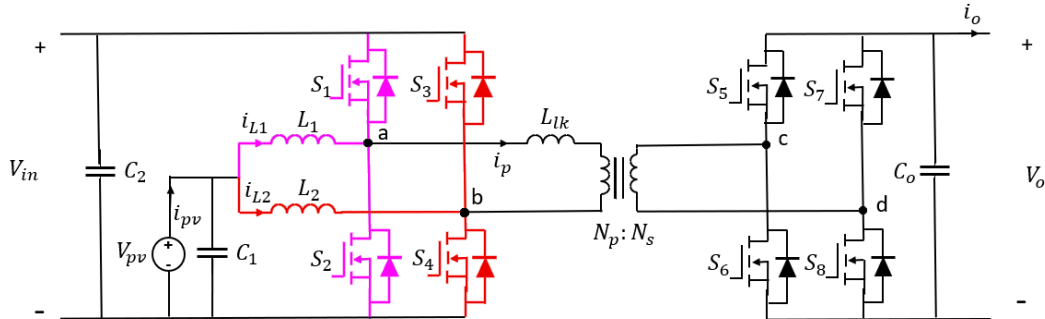 +
i_o
+
S_1
S_3
S_5
S_7
i_{L1}
L_1
a
L_{lk}
c
V_{in}
C_2
i_p
C_o
V_o
i_{L2}
L_2
b
d
i_{pv}
N_p:N_s
V_{pv}
+
-
C_1
S_2
S_4
S_6
S_8
-
-